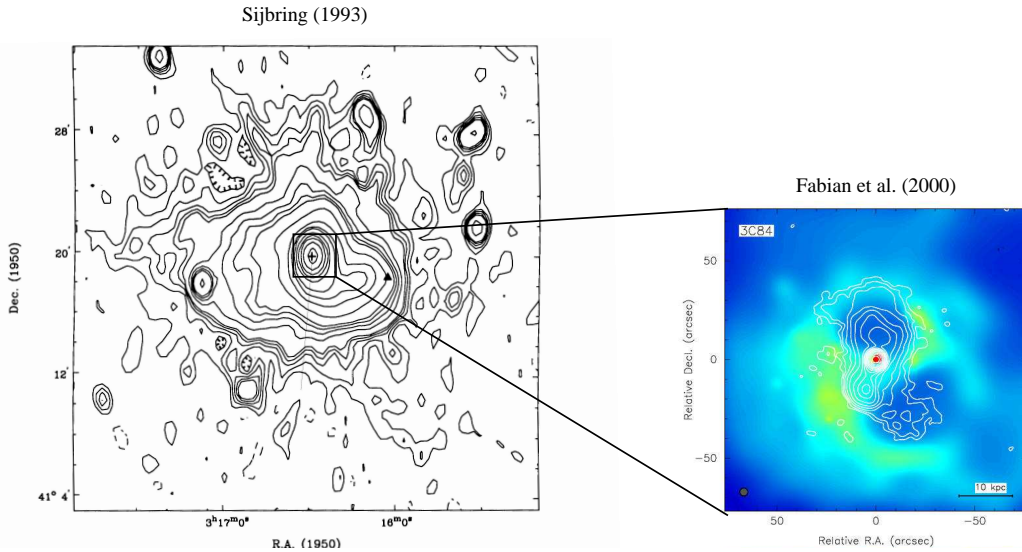 Sijbring (1993)
28'
20'
12'
41° 4'
Dec. (1950)
3ʰ17ᵐ0ˢ
16ᵐ0ˢ
R.A. (1950)
Fabian et al. (2000)
3C84
50
0
−50
Relative Decl. (arcsec)
10 kpc
50
0
−50
Relative R.A. (arcsec)